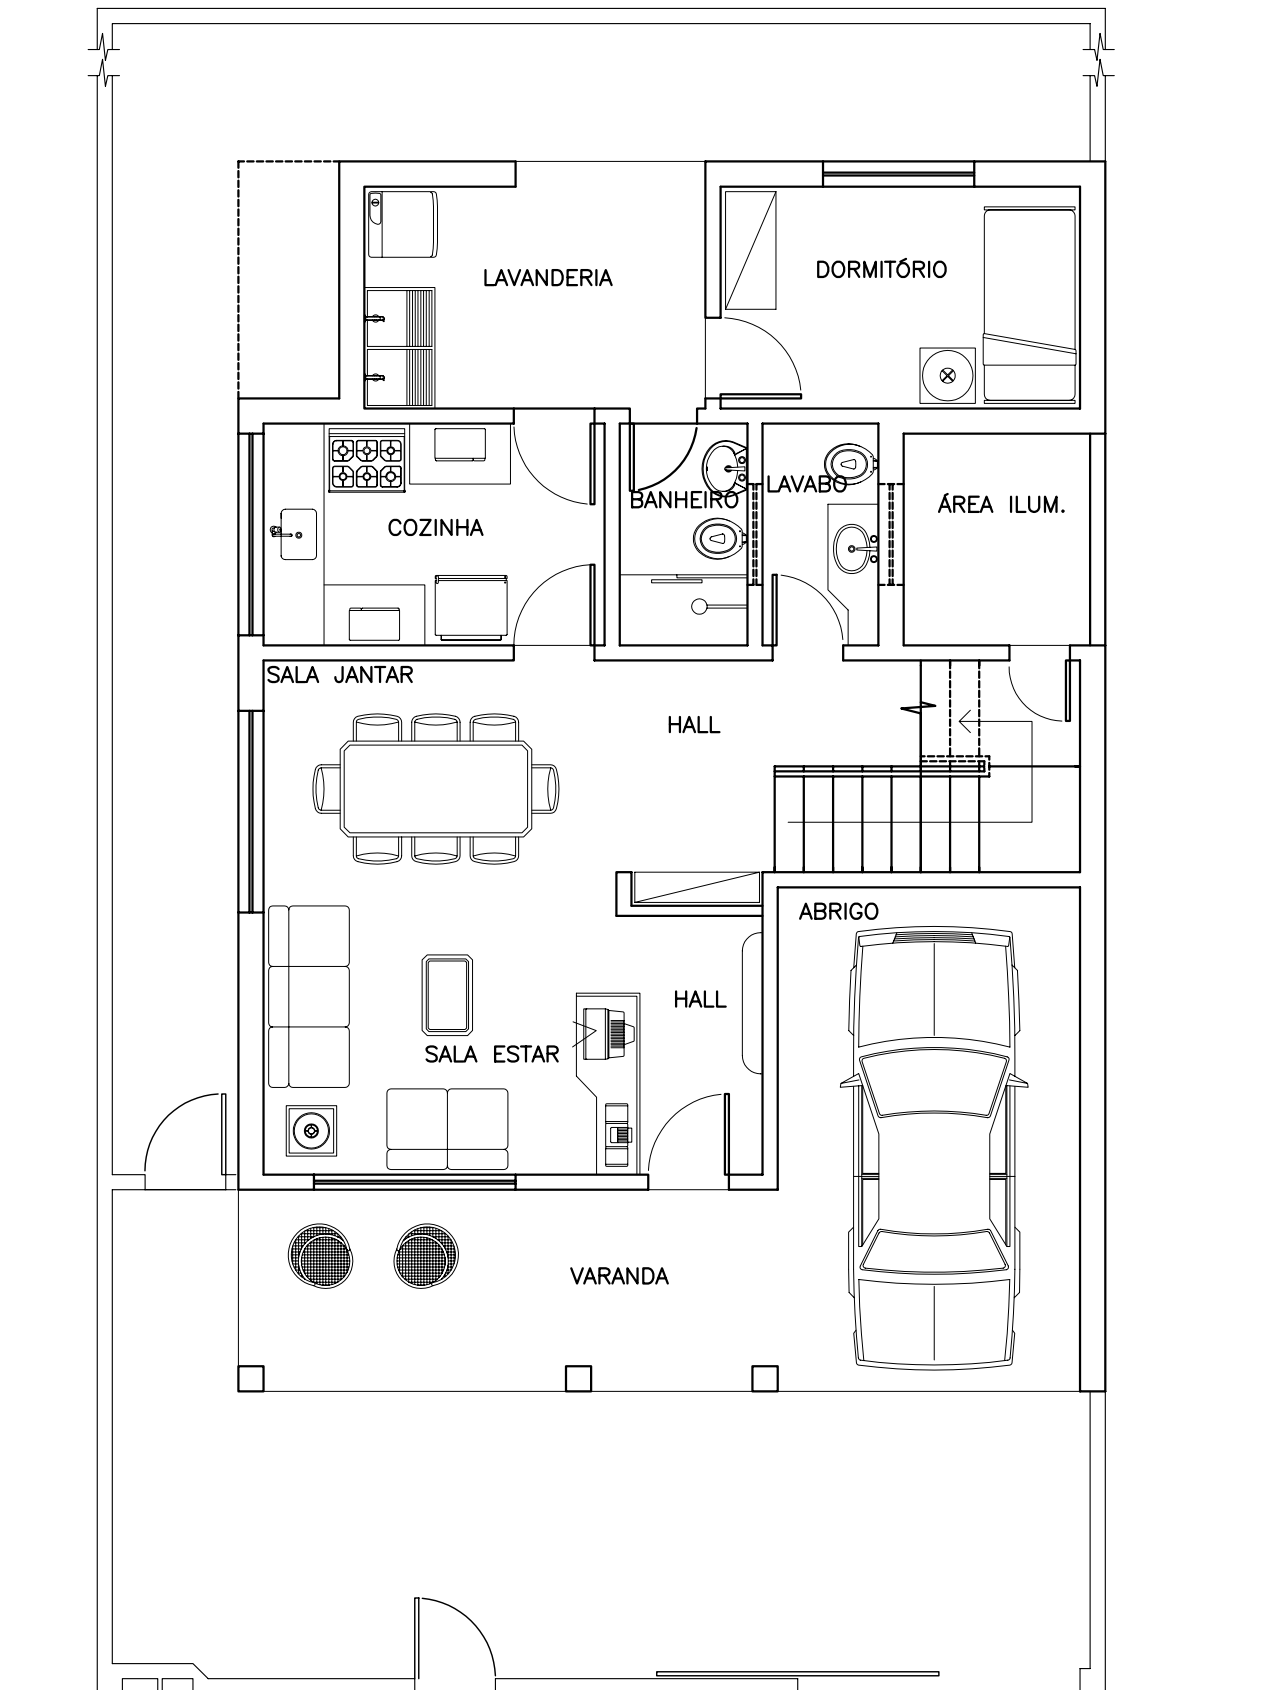 DORMITÓRIO
LAVANDERIA
LAVABO
BANHEIRO
ÁREA ILUM.
COZINHA
SALA JANTAR
HALL
ABRIGO
HALL
SALA ESTAR
VARANDA